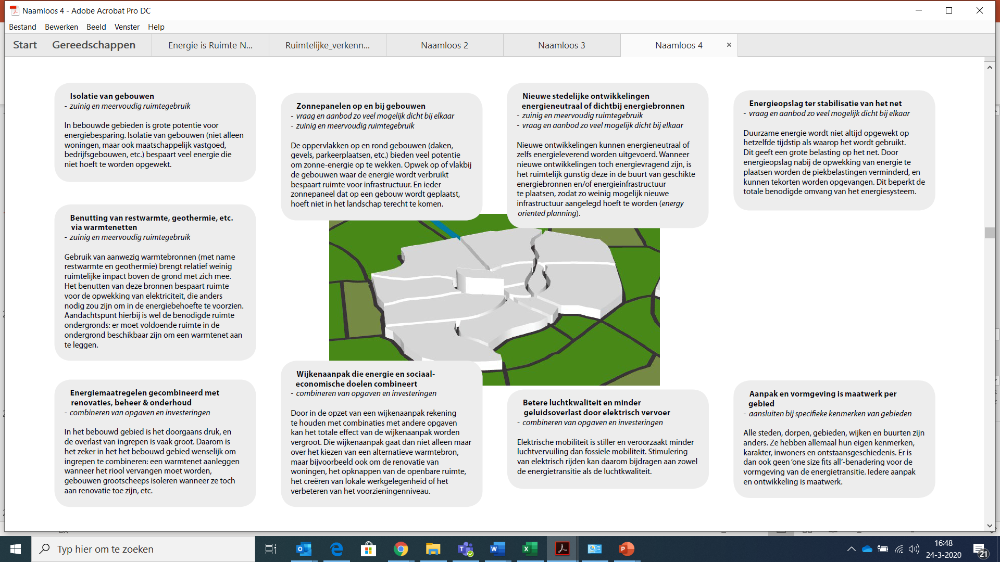 Naamloos 4 - Adobe Acrobat Pro DC
Bestand Bewerken Beeld Venster Help
Start Gereedschappen Energie is Ruimte N... Ruimtelijke_verkenn... Naamloos 2 Naamloos 3 Naamloos 4 ×
Isolatie van gebouwen
- zuinig en meervoudig ruimtegebruik
In bebouwde gebieden is grote potentie voor
energiebesparing. Isolatie van gebouwen (niet alleen
woningen, maar ook maatschappelijk vastgoed,
bedrijfsgebouwen, etc.) bespaart veel energie die
niet hoeft te worden opgewekt.
Zonnepanelen op en bij gebouwen
- vraag en aanbod zo veel mogelijk dicht bij elkaar
- zuinig en meervoudig ruimtegebruik
De oppervlakken op en rond gebouwen (daken,
gevels, parkeerplaatsen, etc.) bieden veel potentie
om zonne-energie op te wekken. Opwek op of vlakbij
de gebouwen waar de energie wordt verbruikt
bespaart ruimte voor infrastructuur. En ieder
zonnepaneel dat op een gebouw wordt geplaatst,
hoeft niet in het landschap terecht te komen.
Nieuwe stedelijke ontwikkelingen
energieneutraal of dichtbij energiebronnen
- zuinig en meervoudig ruimtegebruik
- vraag en aanbod zo veel mogelijk dicht bij elkaar
Nieuwe ontwikkelingen kunnen energieneutraal of
zelfs energieleverend worden uitgevoerd. Wanneer
nieuwe ontwikkelingen toch energievragend zijn, is
het ruimtelijk gunstig deze in de buurt van geschikte
energiebronnen en/of energieinfrastructuur
te plaatsen, zodat zo weinig mogelijk nieuwe
infrastructuur aangelegd hoeft te worden (energy
oriented planning).
Energieopslag ter stabilisatie van het net
- vraag en aanbod zo veel mogelijk dicht bij elkaar
Duurzame energie wordt niet altijd opgewekt op
hetzelfde tijdstip als waarop het wordt gebruikt.
Dit geeft een grote belasting op het net. Door
energieopslag nabij de opwekking van energie te
plaatsen worden de piekbelastingen verminderd, en
kunnen tekorten worden opgevangen. Dit beperkt de
totale benodigde omvang van het energiesysteem.
Benutting van restwarmte, geothermie, etc.
via warmtenetten
- zuinig en meervoudig ruimtegebruik
Gebruik van aanwezig warmtebronnen (met name
restwarmte en geothermie) brengt relatief weinig
ruimtelijke impact boven de grond met zich mee.
Het benutten van deze bronnen bespaart ruimte
voor de opwekking van elektriciteit, die anders
nodig zou zijn om in de energiebehoefte te voorzien.
Aandachtspunt hierbij is wel de benodigde ruimte
ondergronds: er moet voldoende ruimte in de
ondergrond beschikbaar zijn om een warmtenet aan
te leggen.
Energiemaatregelen gecombineerd met
renovaties, beheer & onderhoud
- combineren van opgaven en investeringen
In het bebouwd gebied is het doorgaans druk, en
de overlast van ingrepen is vaak groot. Daarom is
het zeker in het het bebouwd gebied wenselijk om
ingrepen te combineren: een warmtenet aanleggen
wanneer het riool vervangen moet worden,
gebouwen grootscheeps isoleren wanneer ze toch
aan renovatie toe zijn, etc.
Wijkenaanpak die energie en sociaal-
economische doelen combineert
- combineren van opgaven en investeringen
Door in de opzet van een wijkenaanpak rekening
te houden met combinaties met andere opgaven
kan het totale effect van de wijkenaanpak worden
vergroot. Die wijkenaanpak gaat dan niet alleen maar
over het kiezen van een alternatieve warmtebron,
maar bijvoorbeeld ook om de renovatie van
woningen, het opknappen van de openbare ruimte,
het creëren van lokale werkgelegenheid of het
verbeteren van het voorzieningenniveau.
Betere luchtkwaliteit en minder
geluidsoverlast door elektrisch vervoer
- combineren van opgaven en investeringen
Elektrische mobiliteit is stiller en veroorzaakt minder
luchtvervuiling dan fossiele mobiliteit. Stimulering
van elektrisch rijden kan daarom bijdragen aan zowel
de energietransitie als de luchtkwaliteit.
Aanpak en vormgeving is maatwerk per
gebied
- aansluiten bij specifieke kenmerken van gebieden
Alle steden, dorpen, gebieden, wijken en buurten zijn
anders. Ze hebben allemaal hun eigen kenmerken,
karakter, inwoners en ontstaansgeschiedenis. Er is
dan ook geen ‘one size fits all’-benadering voor de
vormgeving van de energietransitie. Iedere aanpak
en ontwikkeling is maatwerk.
Typ hier om te zoeken
16:48
24-3-2020
21